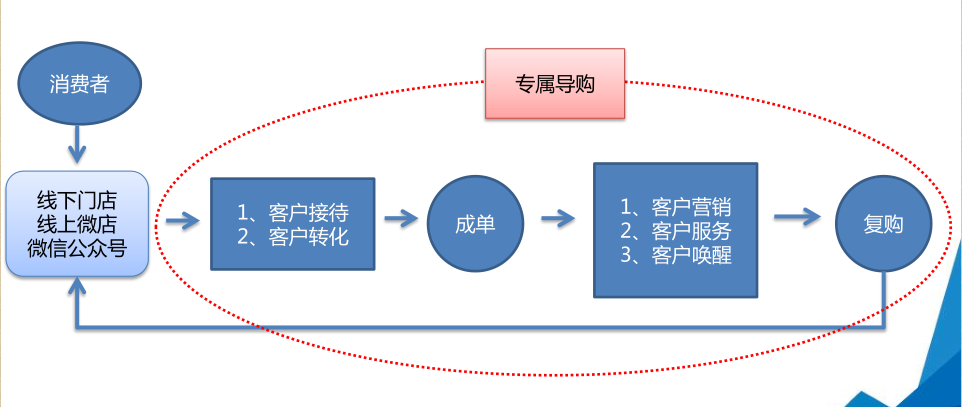 专属导购
消费者
线下门店
线上微店
微信公众号
1、客户接待
2、客户转化
成单
1、客户营销
2、客户服务
3、客户唤醒
复购